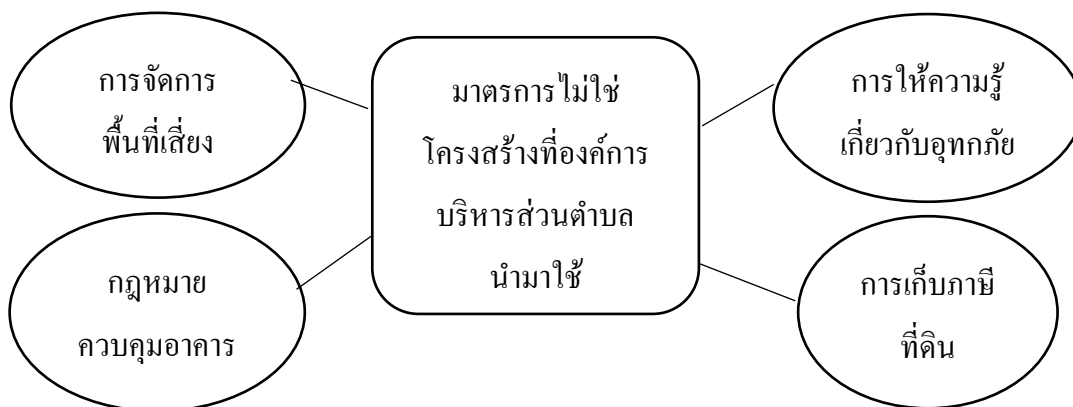 การจัดการ
พื้นที่เสี่ยง
มาตรการไม่ใช่
โครงสร้างที่องค์การ
บริหารส่วนตำบล
นำมาใช้
การให้ความรู้
เกี่ยวกับอุทกภัย
กฎหมาย
ควบคุมอาคาร
การเก็บภาษี
ที่ดิน